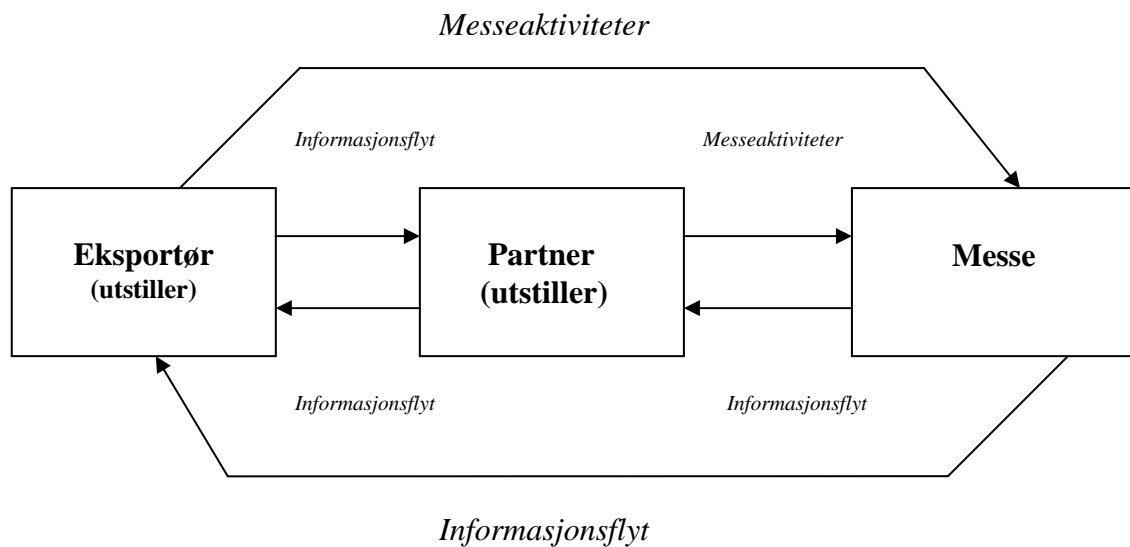 Messeaktiviteter
Informasjonsflyt
Messeaktiviteter
Eksportør
(utstiller)
Partner
(utstiller)
Messe
Informasjonsflyt
Informasjonsflyt
Informasjonsflyt